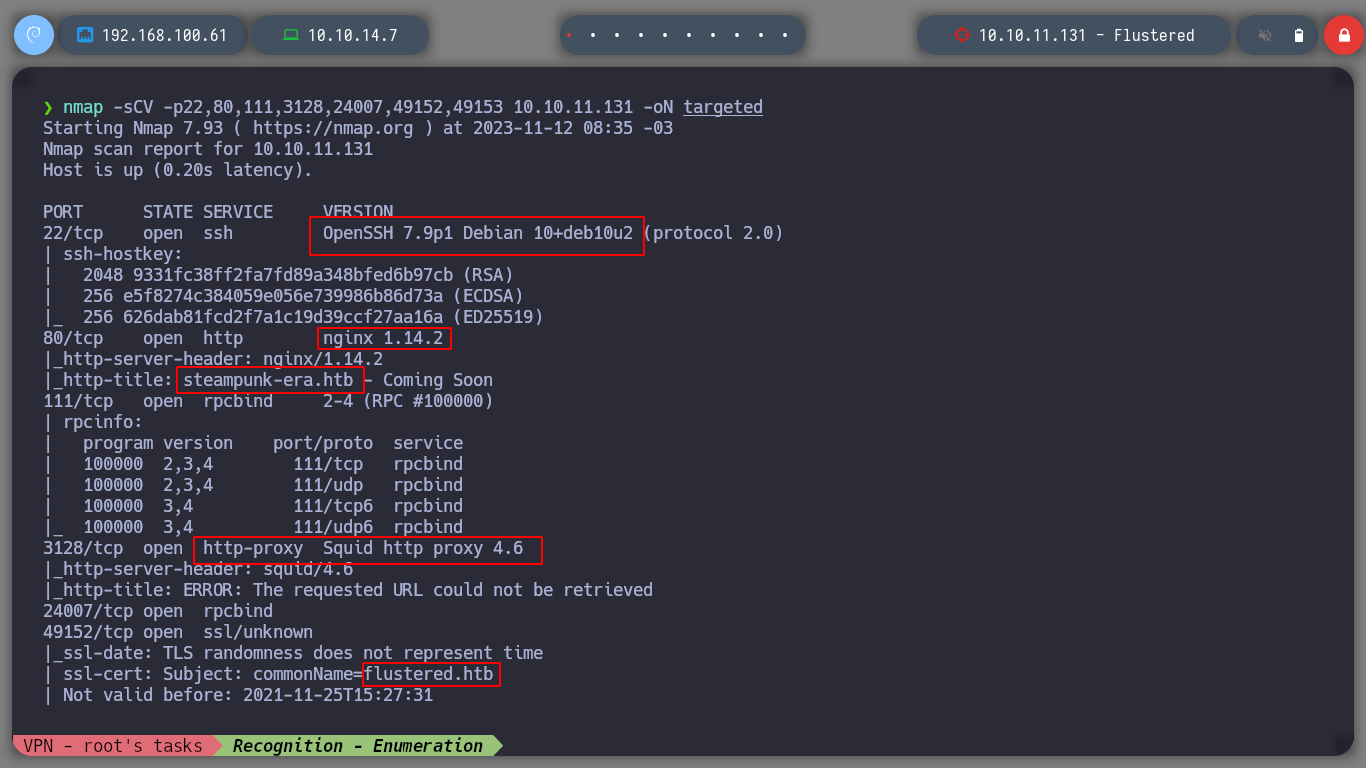 192.168.100.61 10.10.14.7 10.10.11.131 - Flustered
❯ nmap -sCV -p22,80,111,3128,24007,49152,49153 10.10.11.131 -oN targeted
Starting Nmap 7.93 ( https://nmap.org ) at 2023-11-12 08:35 -03
Nmap scan report for 10.10.11.131
Host is up (0.20s latency).
PORT      STATE SERVICE     VERSION
22/tcp    open  ssh         OpenSSH 7.9p1 Debian 10+deb10u2 (protocol 2.0)
| ssh-hostkey:
|   2048 9331fc38ff2fa7fd89a348bfed6b97cb (RSA)
|   256 e5f8274c384059e056e739986b86d73a (ECDSA)
|_  256 626dab81fcd2f7a1c19d39ccf27aa16a (ED25519)
80/tcp    open  http        nginx 1.14.2
|_http-server-header: nginx/1.14.2
|_http-title: steampunk-era.htb - Coming Soon
111/tcp   open  rpcbind     2-4 (RPC #100000)
| rpcinfo:
|   program version    port/proto  service
|   100000  2,3,4        111/tcp   rpcbind
|   100000  2,3,4        111/udp   rpcbind
|   100000  3,4          111/tcp6  rpcbind
|_  100000  3,4          111/udp6  rpcbind
3128/tcp  open  http-proxy  Squid http proxy 4.6
|_http-server-header: squid/4.6
|_http-title: ERROR: The requested URL could not be retrieved
24007/tcp open  rpcbind
49152/tcp open  ssl/unknown
|_ssl-date: TLS randomness does not represent time
| ssl-cert: Subject: commonName=flustered.htb
| Not valid before: 2021-11-25T15:27:31
VPN - root's tasks Recognition - Enumeration